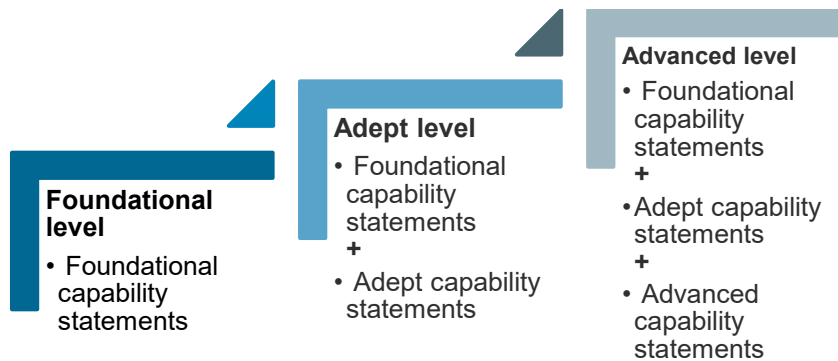 Foundational
level
• Foundational
capability
statements
Adept level
• Foundational
capability
statements
+
• Adept capability
statements
Advanced level
• Foundational
capability
statements
+
•Adept capability
statements
+
• Advanced
capability
statements